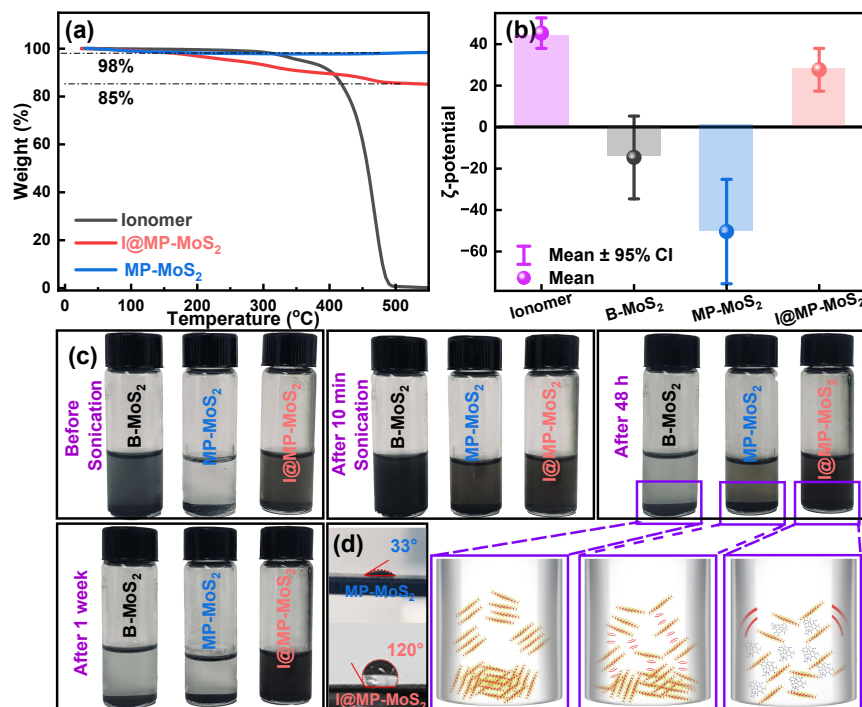 (a)
100
80
60
40
20
0
98%
85%
Weight (%)
Ionomer
I@MP-MoS₂
MP-MoS₂
0
100
200
300
400
500
Temperature (°C)
(b)
40
20
0
−20
−40
−60
ζ-potential
Mean ± 95% CI
Mean
Ionomer
B-MoS₂
MP-MoS₂
I@MP-MoS₂
(c)
Before
Sonication
B-MoS₂
MP-MoS₂
I@MP-MoS₂
After 10 min
Sonication
B-MoS₂
MP-MoS₂
I@MP-MoS₂
After 48 h
B-MoS₂
MP-MoS₂
I@MP-MoS₂
After 1 week
B-MoS₂
MP-MoS₂
I@MP-MoS₂
(d)
33°
MP-MoS₂
120°
I@MP-MoS₂